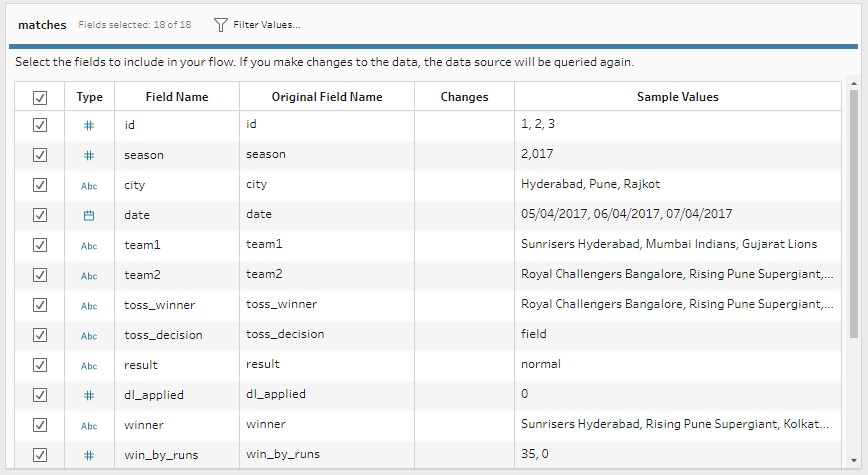 matches Fields selected: 18 of 18 Filter Values...
Select the fields to include in your flow. If you make changes to the data, the data source will be queried again.
Type Field Name Original Field Name Changes Sample Values
# id id 1, 2, 3
# season season 2,017
Abc city city Hyderabad, Pune, Rajkot
date date 05/04/2017, 06/04/2017, 07/04/2017
Abc team1 team1 Sunrisers Hyderabad, Mumbai Indians, Gujarat Lions
Abc team2 team2 Royal Challengers Bangalore, Rising Pune Supergiant,...
Abc toss_winner toss_winner Royal Challengers Bangalore, Rising Pune Supergiant,...
Abc toss_decision toss_decision field
Abc result result normal
# dl_applied dl_applied 0
Abc winner winner Sunrisers Hyderabad, Rising Pune Supergiant, Kolkat...
# win_by_runs win_by_runs 35, 0